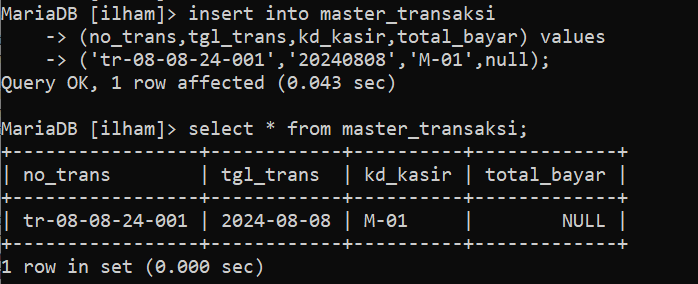 MariaDB [ilham]> insert into master_transaksi
    -> (no_trans,tgl_trans,kd_kasir,total_bayar) values
    -> ('tr-08-08-24-001','20240808','M-01',null);
Query OK, 1 row affected (0.043 sec)

MariaDB [ilham]> select * from master_transaksi;
+-----------------+------------+----------+-------------+
| no_trans        | tgl_trans  | kd_kasir | total_bayar |
+-----------------+------------+----------+-------------+
| tr-08-08-24-001 | 2024-08-08 | M-01     |        NULL |
+-----------------+------------+----------+-------------+
1 row in set (0.000 sec)